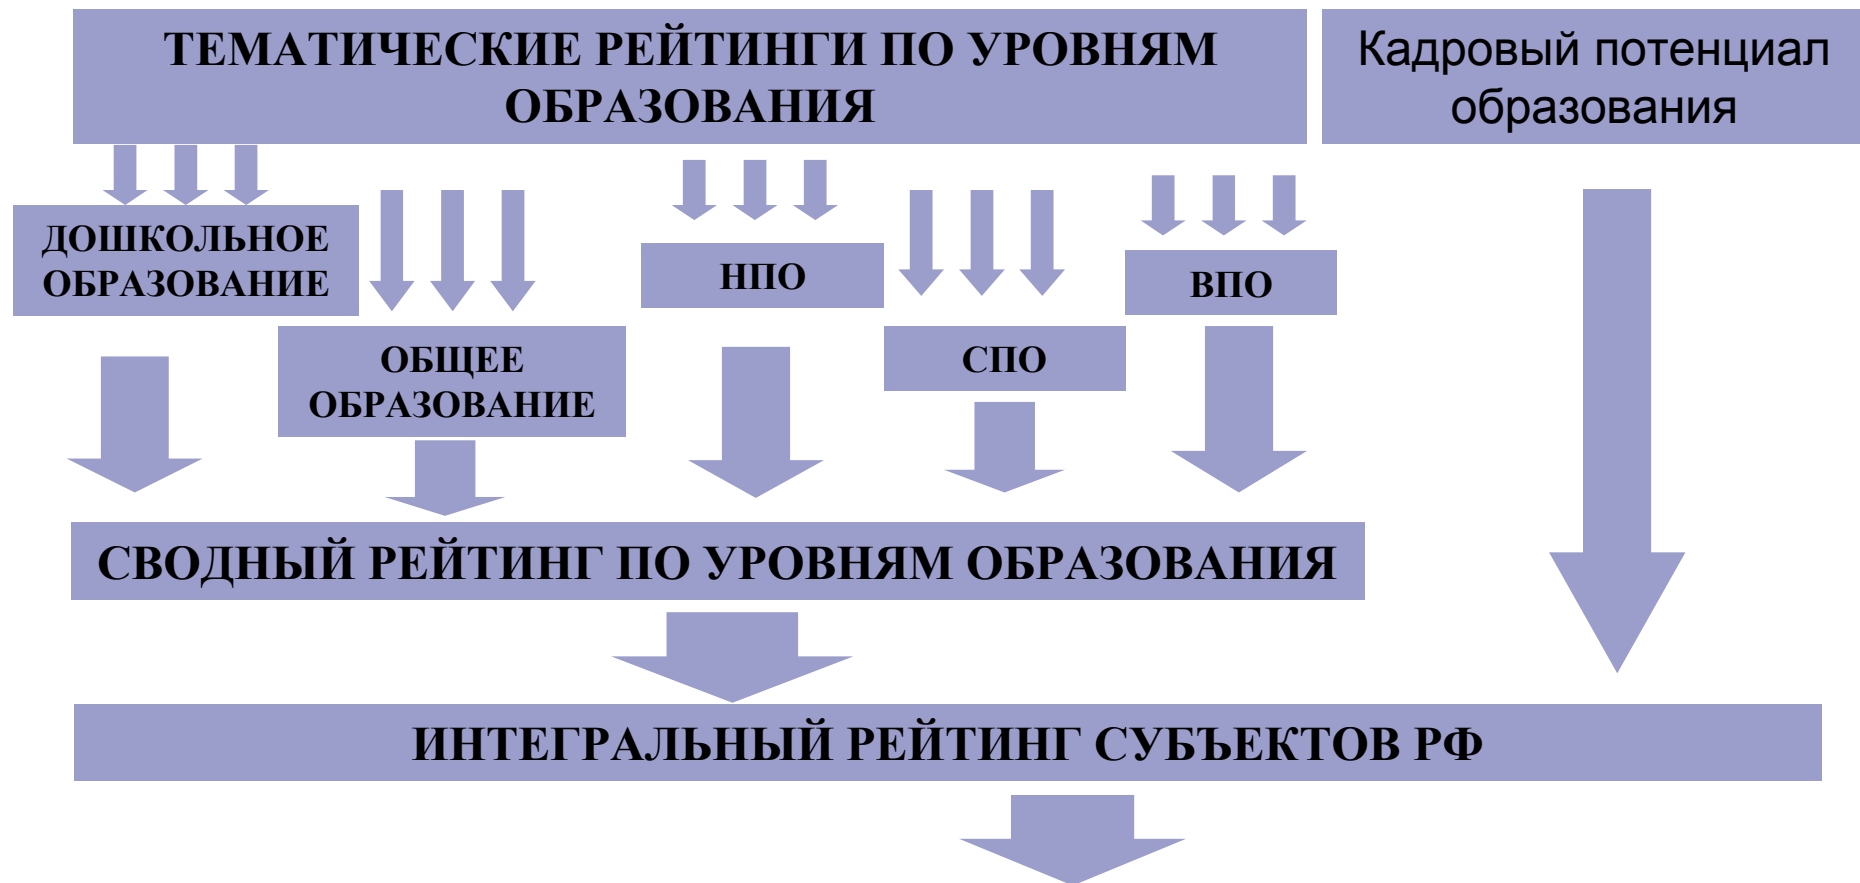 ТЕМАТИЧЕСКИЕ РЕЙТИНГИ ПО УРОВНЯМ
ОБРАЗОВАНИЯ
Кадровый потенциал
образования
ДОШКОЛЬНОЕ
ОБРАЗОВАНИЕ
ОБЩЕЕ
ОБРАЗОВАНИЕ
НПО
СПО
ВПО
СВОДНЫЙ РЕЙТИНГ ПО УРОВНЯМ ОБРАЗОВАНИЯ
ИНТЕГРАЛЬНЫЙ РЕЙТИНГ СУБЪЕКТОВ РФ